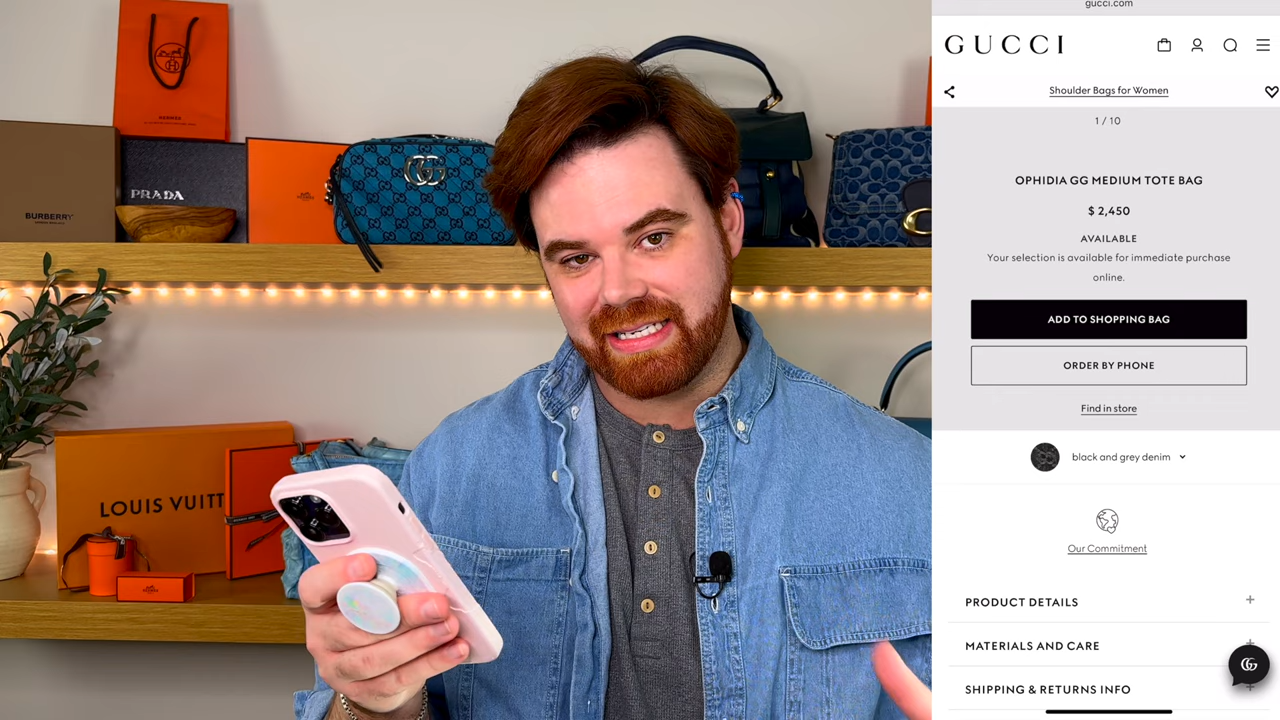 HERMES
BURBERRY
PRADA
LOUIS VUITT
gucci.com
GUCCI
Shoulder Bags for Women
1 / 10
OPHIDIA GG MEDIUM TOTE BAG
$ 2,450
AVAILABLE
Your selection is available for immediate purchase
online.
ADD TO SHOPPING BAG
ORDER BY PHONE
Find in store
black and grey denim
Our Commitment
PRODUCT DETAILS
MATERIALS AND CARE
SHIPPING & RETURNS INFO